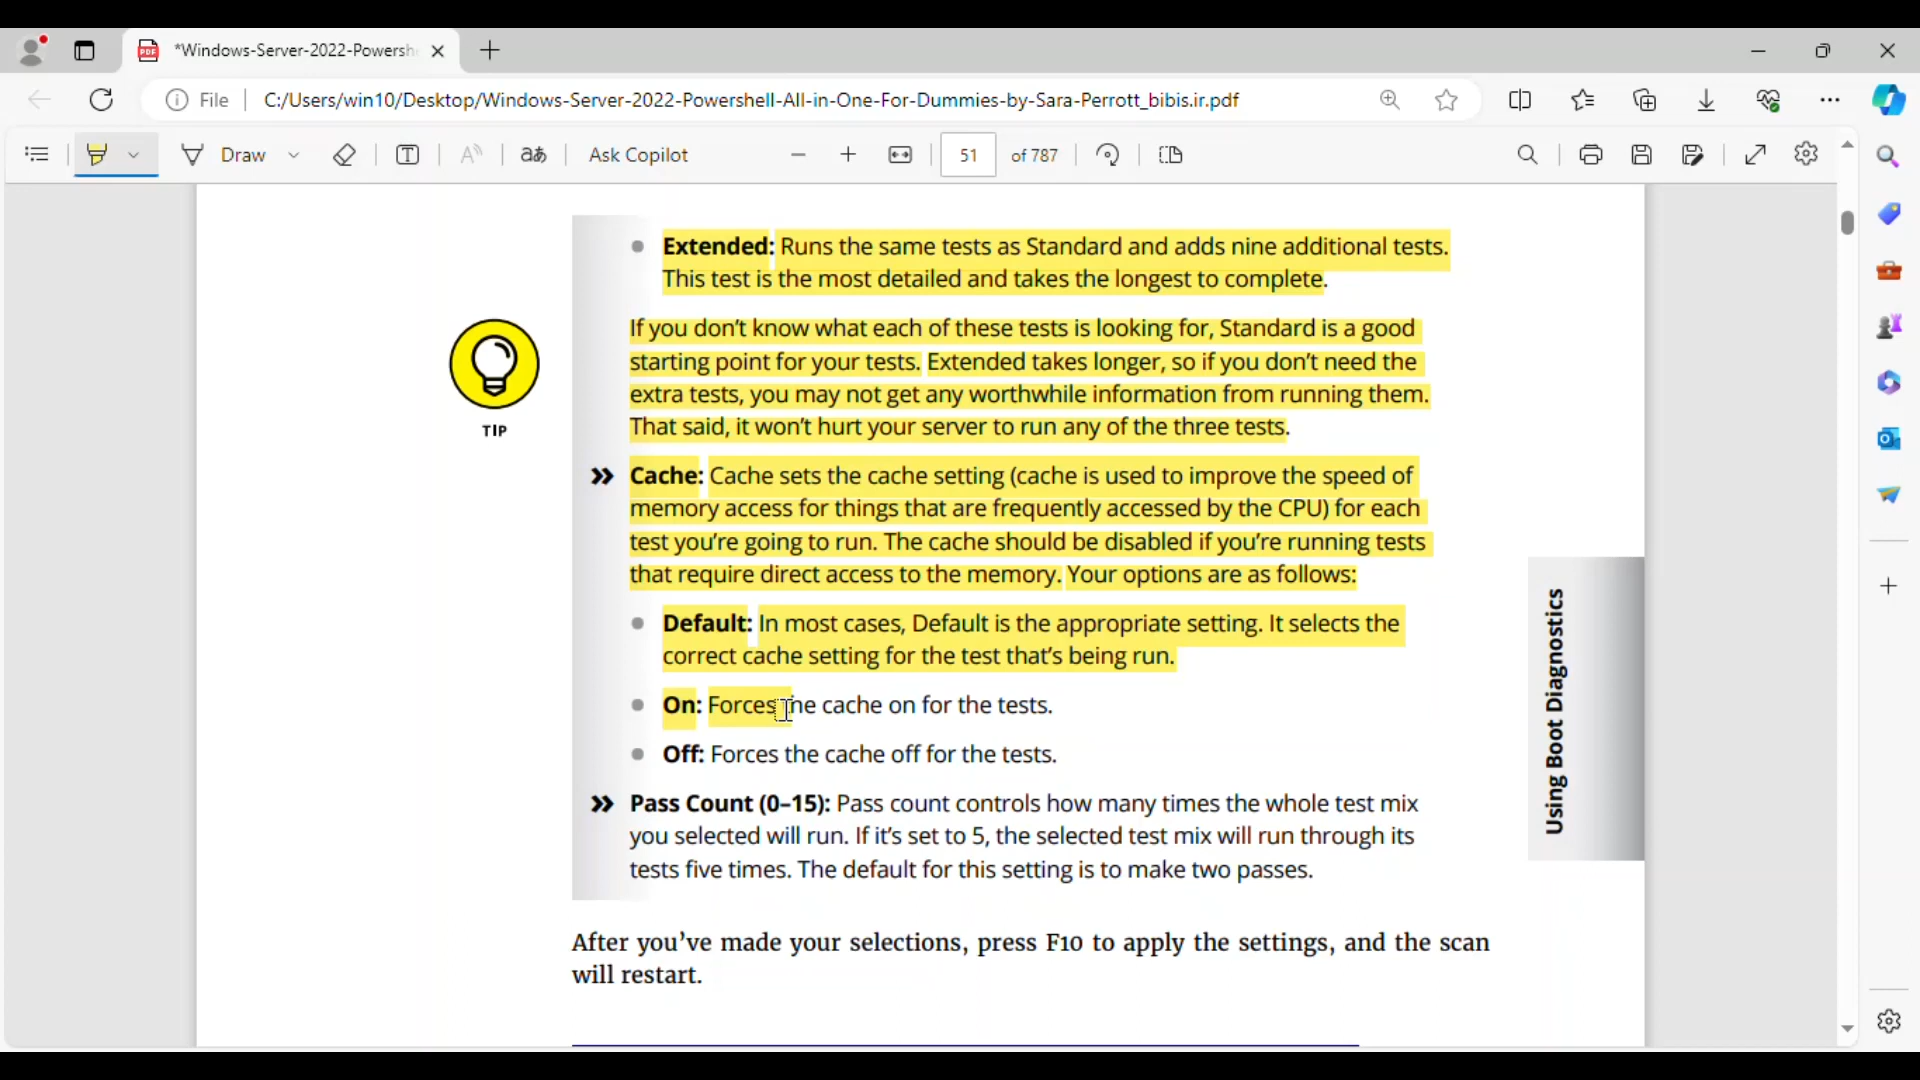 *Windows-Server-2022-Powersh
File
C:/Users/win10/Desktop/Windows-Server-2022-Powershell-All-in-One-For-Dummies-by-Sara-Perrott_bibis.ir.pdf
Draw
Ask Copilot
51 of 787
Extended: Runs the same tests as Standard and adds nine additional tests.
This test is the most detailed and takes the longest to complete.
If you don’t know what each of these tests is looking for, Standard is a good
starting point for your tests. Extended takes longer, so if you don’t need the
extra tests, you may not get any worthwhile information from running them.
That said, it won’t hurt your server to run any of the three tests.
TIP
Cache: Cache sets the cache setting (cache is used to improve the speed of
memory access for things that are frequently accessed by the CPU) for each
test you’re going to run. The cache should be disabled if you’re running tests
that require direct access to the memory. Your options are as follows:
Default: In most cases, Default is the appropriate setting. It selects the
correct cache setting for the test that’s being run.
On: Forces the cache on for the tests.
Off: Forces the cache off for the tests.
Pass Count (0–15): Pass count controls how many times the whole test mix
you selected will run. If it’s set to 5, the selected test mix will run through its
tests five times. The default for this setting is to make two passes.
Using Boot Diagnostics
After you’ve made your selections, press F10 to apply the settings, and the scan
will restart.